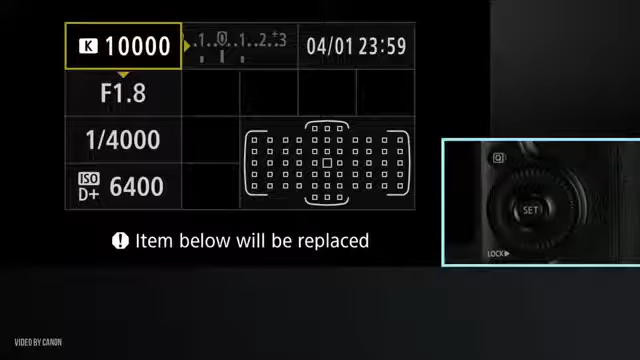 K 10000
..1..0..1..2.±3
04/01 23:59
F1.8
1/4000
ISO
D+ 6400
! Item below will be replaced
Q
SET
LOCK▶
VIDEO BY CANON